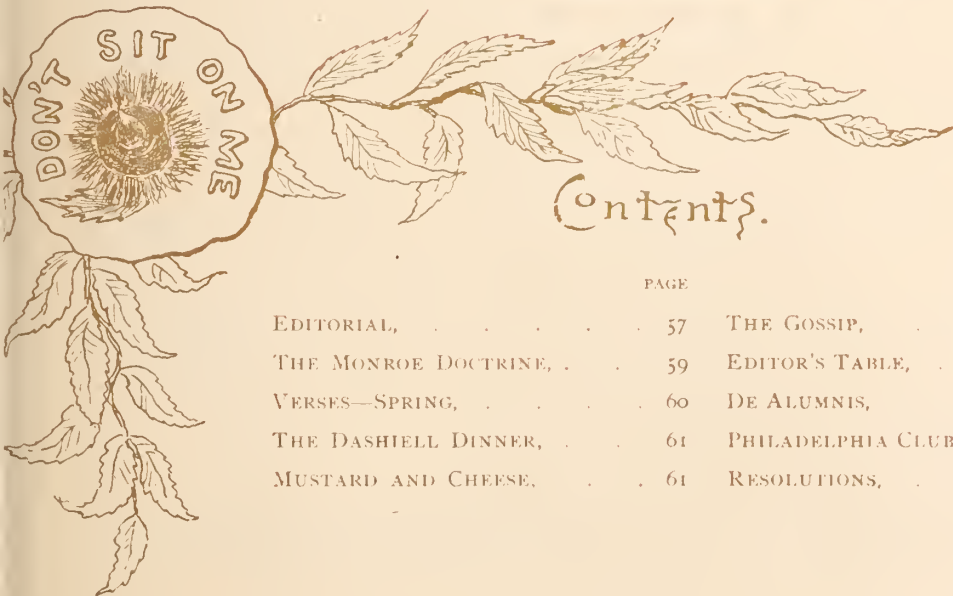 DON'T SIT ON ME
Contents.
PAGE
EDITORIAL, . . . . . 57
THE MONROE DOCTRINE, . . 59
VERSES—SPRING, . . . . 60
THE DASHIELL DINNER, . . 61
MUSTARD AND CHEESE, . . 61
THE GOSSIP, .
EDITOR'S TABLE, .
DE ALUMNIS,
PHILADELPHIA CLUB
RESOLUTIONS, .